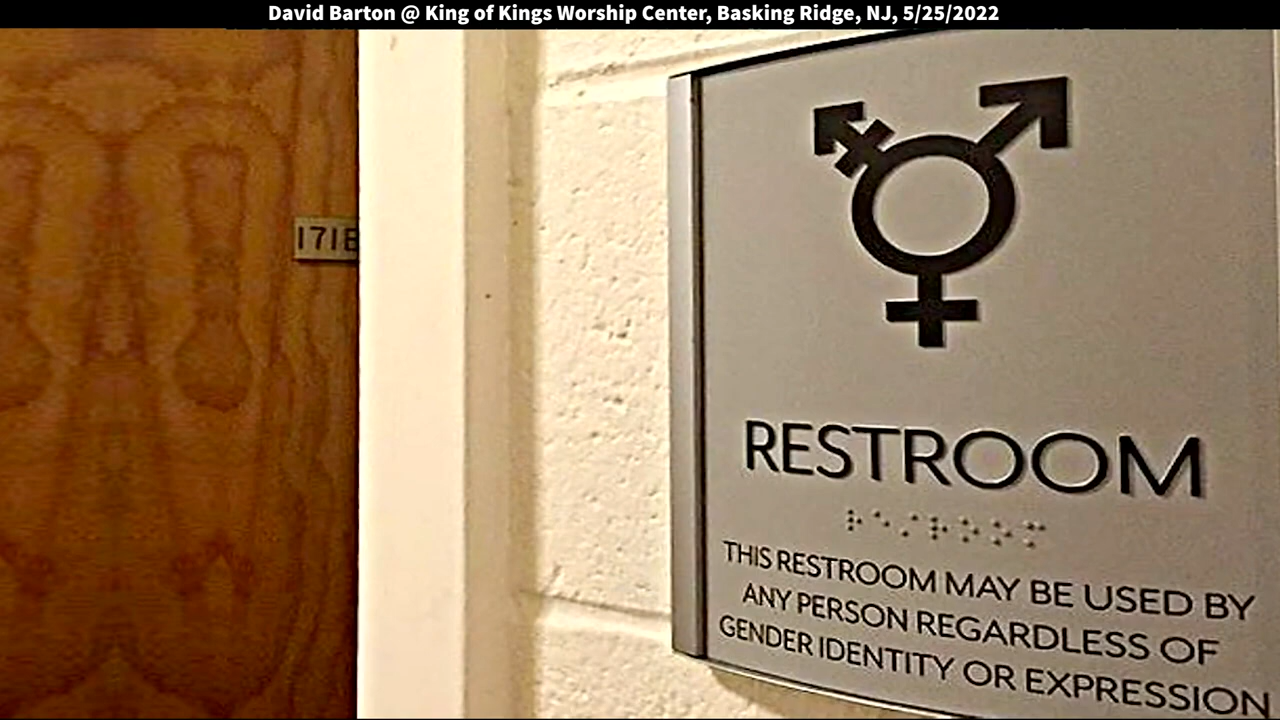 David Barton @ King of Kings Worship Center, Basking Ridge, NJ, 5/25/2022
171B
RESTROOM
⠗⠑⠎⠞⠗⠕⠕⠍
THIS RESTROOM MAY BE USED BY
ANY PERSON REGARDLESS OF
GENDER IDENTITY OR EXPRESSION